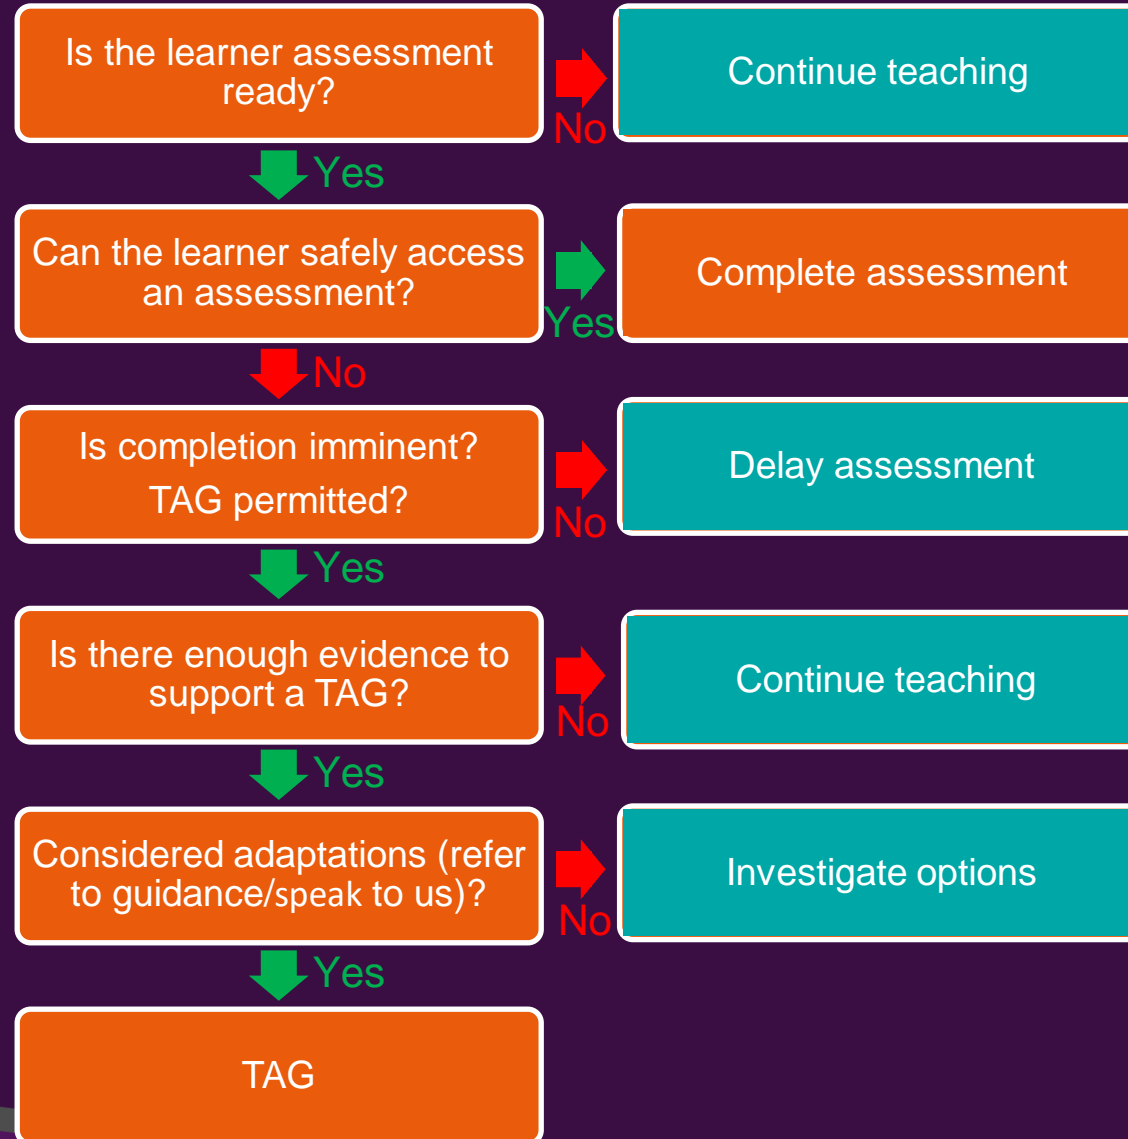 Is the learner assessment
ready?
No
Continue teaching
Yes
Can the learner safely access
an assessment?
Yes
Complete assessment
No
Is completion imminent?
TAG permitted?
No
Delay assessment
Yes
Is there enough evidence to
support a TAG?
No
Continue teaching
Yes
Considered adaptations (refer
to guidance/speak to us)?
No
Investigate options
Yes
TAG